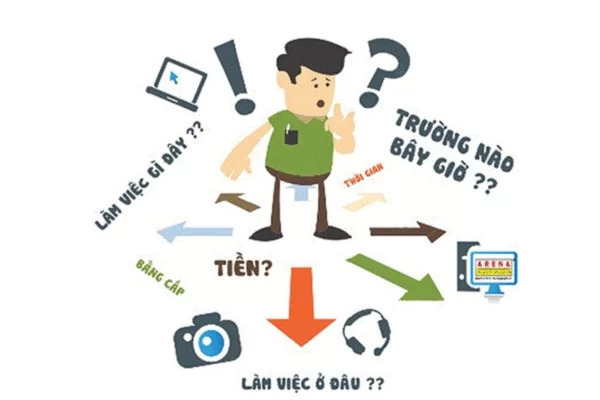 LÀM VIỆC GÌ ĐÂY ??
TRƯỜNG NÀO
BÂY GIỜ ??
THỜI GIAN
BẰNG CẤP
TIỀN?
ARENA
LÀM VIỆC Ở ĐÂU ??